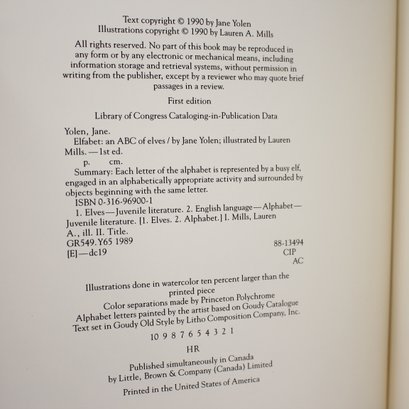 Text copyright © 1990 by Jane Yolen
Illustrations copyright © 1990 by Lauren A. Mills
All rights reserved. No part of this book may be reproduced in
any form or by any electronic or mechanical means, including
information storage and retrieval systems, without permission in
writing from the publisher, except by a reviewer who may quote brief
passages in a review.
First edition
Library of Congress Cataloging-in-Publication Data
Yolen, Jane.
Elfabet: an ABC of elves / by Jane Yolen; illustrated by Lauren
Mills. — 1st ed.
p. cm.
Summary: Each letter of the alphabet is represented by a busy elf,
engaged in an alphabetically appropriate activity and surrounded by
objects beginning with the same letter.
ISBN 0-316-96900-1
1. Elves—Juvenile literature. 2. English language—Alphabet—
Juvenile literature. [1. Elves. 2. Alphabet.] I. Mills, Lauren
A., ill. II. Title.
GR549.Y65 1989
[E]—dc19
88-13494
CIP
AC
Illustrations done in watercolor ten percent larger than the
printed piece
Color separations made by Princeton Polychrome
Alphabet letters painted by the artist based on Goudy Catalogue
Text set in Goudy Old Style by Litho Composition Company, Inc.
10 9 8 7 6 5 4 3 2 1
HR
Published simultaneously in Canada
by Little, Brown & Company (Canada) Limited
Printed in the United States of America